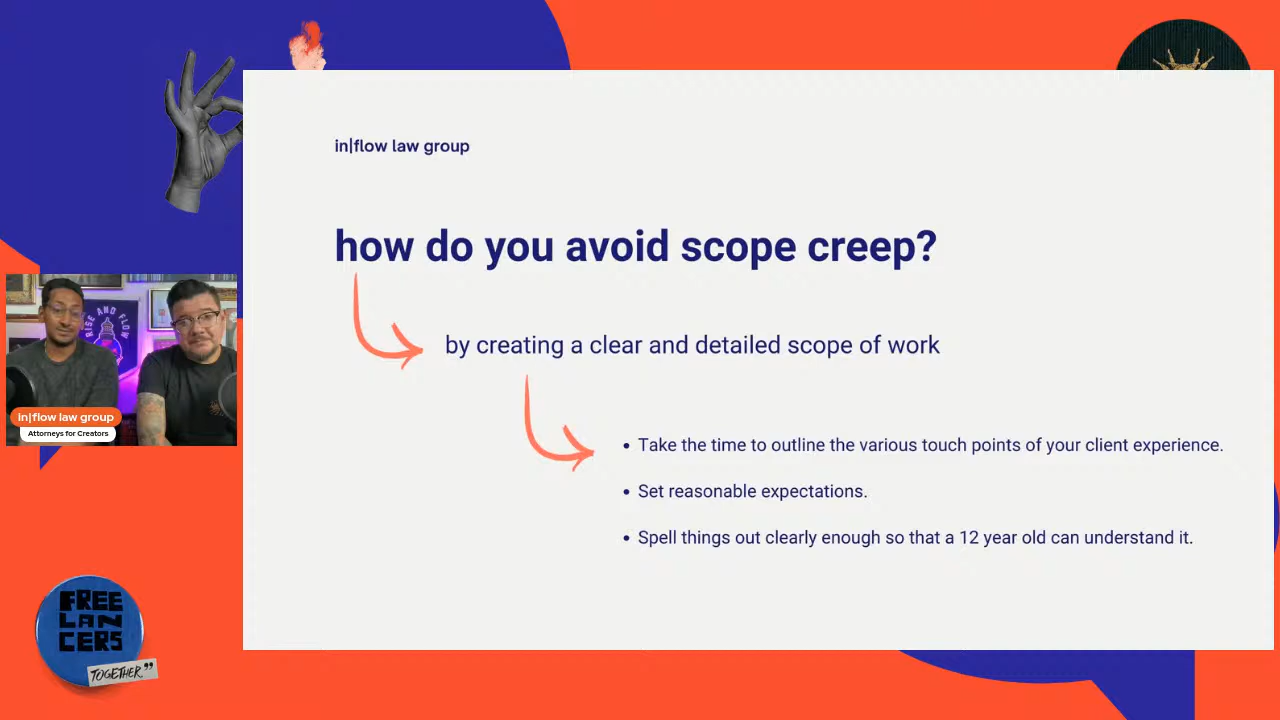 in|flow law group
how do you avoid scope creep?
by creating a clear and detailed scope of work
• Take the time to outline the various touch points of your client experience.
• Set reasonable expectations.
• Spell things out clearly enough so that a 12 year old can understand it.
RISE AND FLOW
in|flow law group
Attorneys for Creators
FREE
LAN
CERS
TOGETHER”